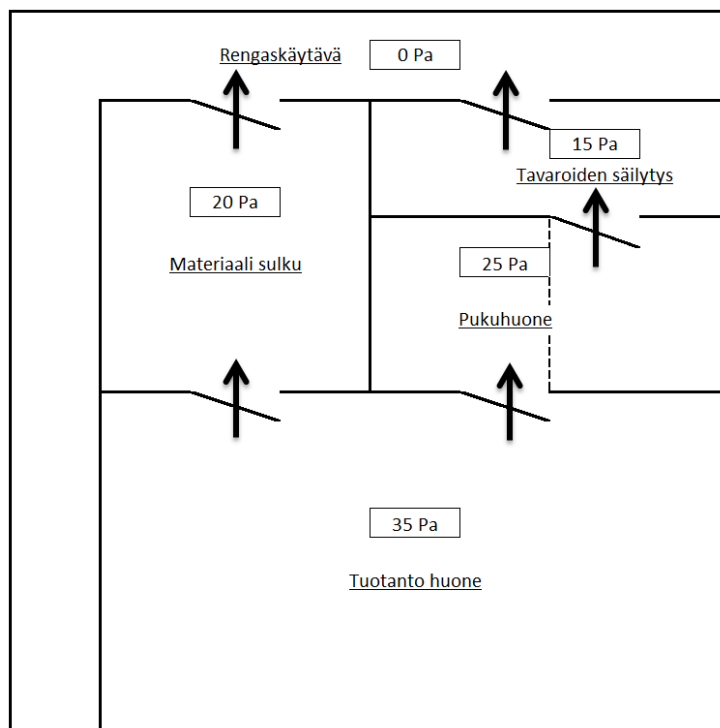 Rengaskäytävä
0 Pa
15 Pa
Tavaroiden säilytys
20 Pa
Materiaali sulku
25 Pa
Pukuhuone
35 Pa
Tuotanto huone